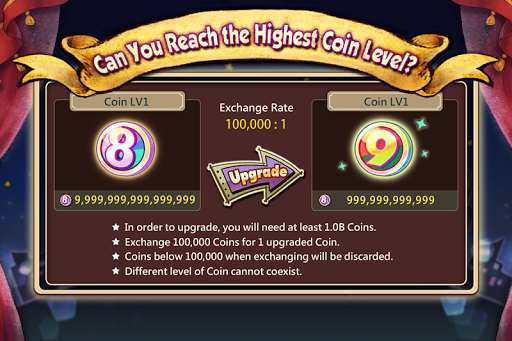 Can You Reach the Highest Coin Level?
Coin LV1
8
9,999,999,999,999,999
Exchange Rate
100,000 : 1
Upgrade
Coin LV1
9
999,999,999,999
★ In order to upgrade, you will need at least 1.0B Coins.
★ Exchange 100,000 Coins for 1 upgraded Coin.
★ Coins below 100,000 when exchanging will be discarded.
★ Different level of Coin cannot coexist.